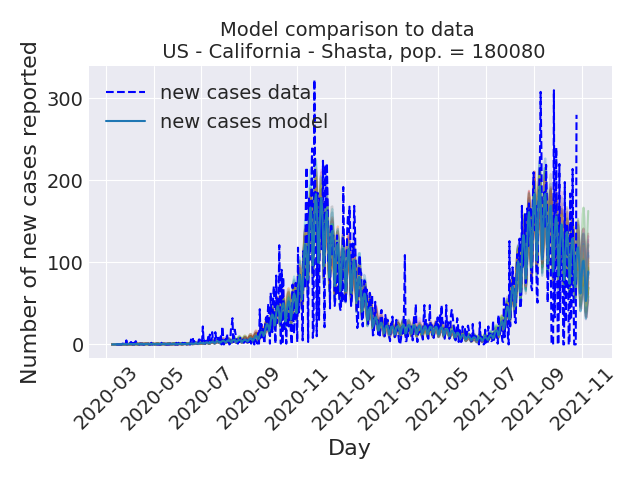 Model comparison to data
US - California - Shasta, pop. = 180080
Number of new cases reported
300
200
100
0
new cases data
new cases model
2020-03
2020-05
2020-07
2020-09
2020-11
2021-01
2021-03
2021-05
2021-07
2021-09
2021-11
Day